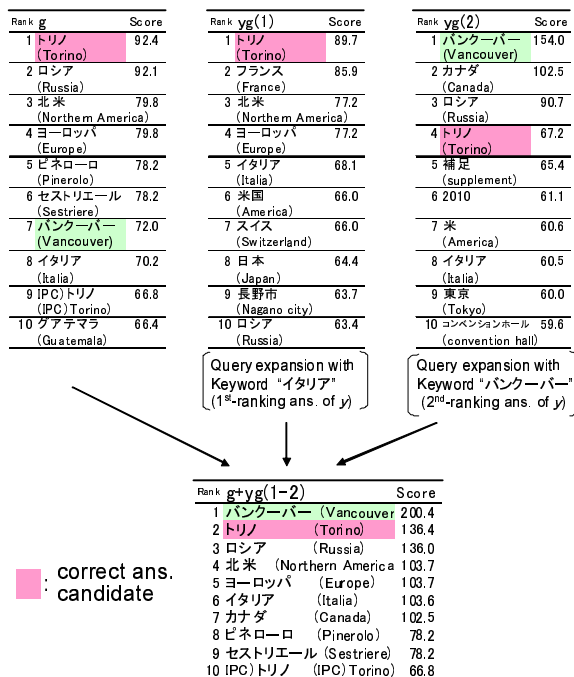 Rank g Score
1 トリノ 92.4
(Torino)
2 ロシア 92.1
(Russia)
3 北米 79.8
(Northern America)
4 ヨーロッパ 79.8
(Europe)
5 ピネローロ 78.2
(Pinerolo)
6 セストリエール 78.2
(Sestriere)
7 バンクーバー 72.0
(Vancouver)
8 イタリア 70.2
(Italia)
9 (IPC)トリノ 66.8
(IPC)Torino)
10 グアテマラ 66.4
(Guatemala)
Rank yg(1) Score
1 トリノ 89.7
(Torino)
2 フランス 85.9
(France)
3 北米 77.2
(Northern America)
4 ヨーロッパ 77.2
(Europe)
5 イタリア 68.1
(Italia)
6 米国 66.0
(America)
7 スイス 66.0
(Switzerland)
8 日本 64.4
(Japan)
9 長野市 63.7
(Nagano city)
10 ロシア 63.4
(Russia)
Query expansion with
Keyword "イタリア"
(1st-ranking ans. of y)
Rank yg(2) Score
1 バンクーバー 154.0
(Vancouver)
2 カナダ 102.5
(Canada)
3 ロシア 90.7
(Russia)
4 トリノ 67.2
(Torino)
5 補足 65.4
(supplement)
6 2010 61.1
7 米 60.6
(America)
8 イタリア 60.5
(Italia)
9 東京 60.0
(Tokyo)
10 コンベンションホール 59.6
(convention hall)
Query expansion with
Keyword "バンクーバー"
(2nd-ranking ans. of y)
Rank g+yg(1-2) Score
1 バンクーバー (Vancouver 200.4
2 トリノ (Torino) 136.4
3 ロシア (Russia) 136.0
4 北米 (Northern America 103.7
5 ヨーロッパ (Europe) 103.7
6 イタリア (Italia) 103.6
7 カナダ (Canada) 102.5
8 ピネローロ (Pinerolo) 78.2
9 セストリエール (Sestriere) 78.2
10 (IPC)トリノ (IPC)Torino) 66.8
: correct ans.
candidate